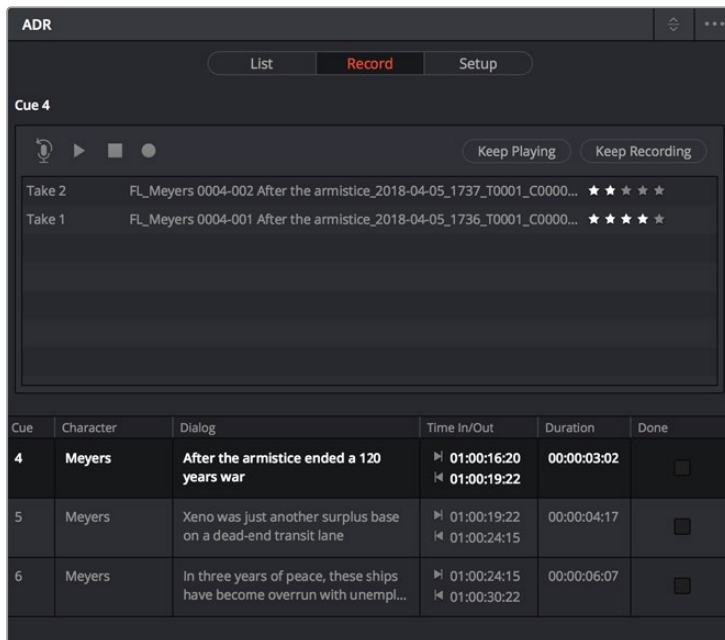 ADR
List Record Setup
Cue 4
Keep Playing Keep Recording
Take 2 FL_Meyers 0004-002 After the armistice_2018-04-05_1737_T0001_C0000...
Take 1 FL_Meyers 0004-001 After the armistice_2018-04-05_1736_T0001_C0000...
Cue Character Dialog Time In/Out Duration Done
4 Meyers After the armistice ended a 120 01:00:16:20 00:00:03:02
years war 01:00:19:22
5 Meyers Xeno was just another surplus base 01:00:19:22 00:00:04:17
on a dead-end transit lane 01:00:24:15
6 Meyers In three years of peace, these ships 01:00:24:15 00:00:06:07
have become overrun with unempl... 01:00:30:22